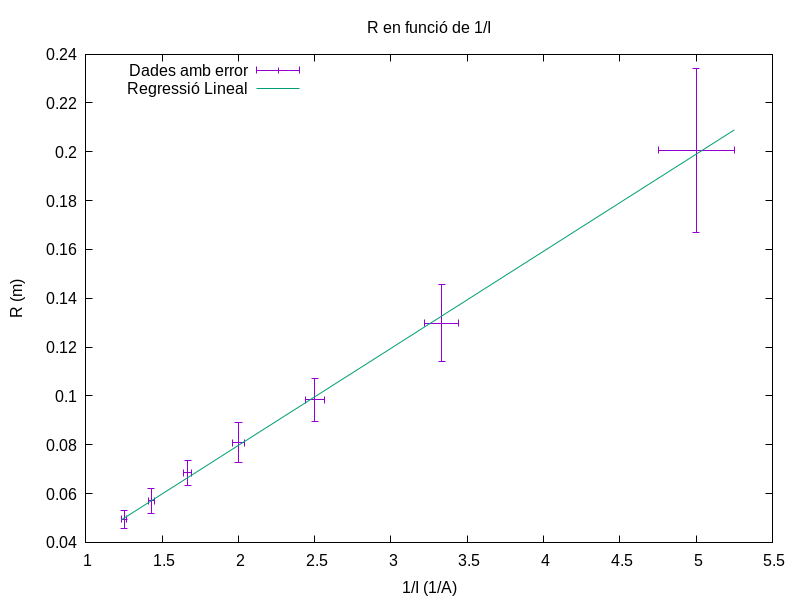 R en funció de 1/I
Dades amb error
Regressió Lineal
0.24
0.22
0.2
0.18
0.16
0.14
0.12
0.1
0.08
0.06
0.04
R (m)
1 1.5 2 2.5 3 3.5 4 4.5 5 5.5
1/I (1/A)